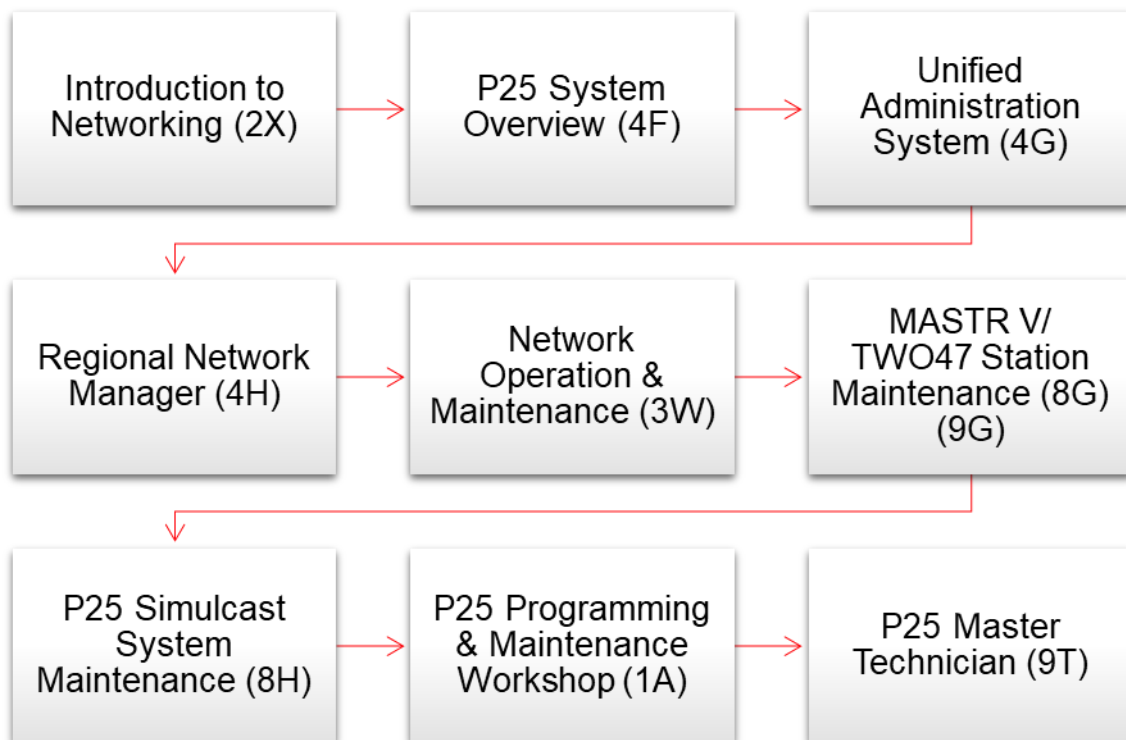 Introduction to
Networking (2X)
P25 System
Overview (4F)
Unified
Administration
System (4G)
Regional Network
Manager (4H)
Network
Operation &
Maintenance (3W)
MASTR V/
TWO47 Station
Maintenance (8G)
(9G)
P25 Simulcast
System
Maintenance (8H)
P25 Programming
& Maintenance
Workshop (1A)
P25 Master
Technician (9T)